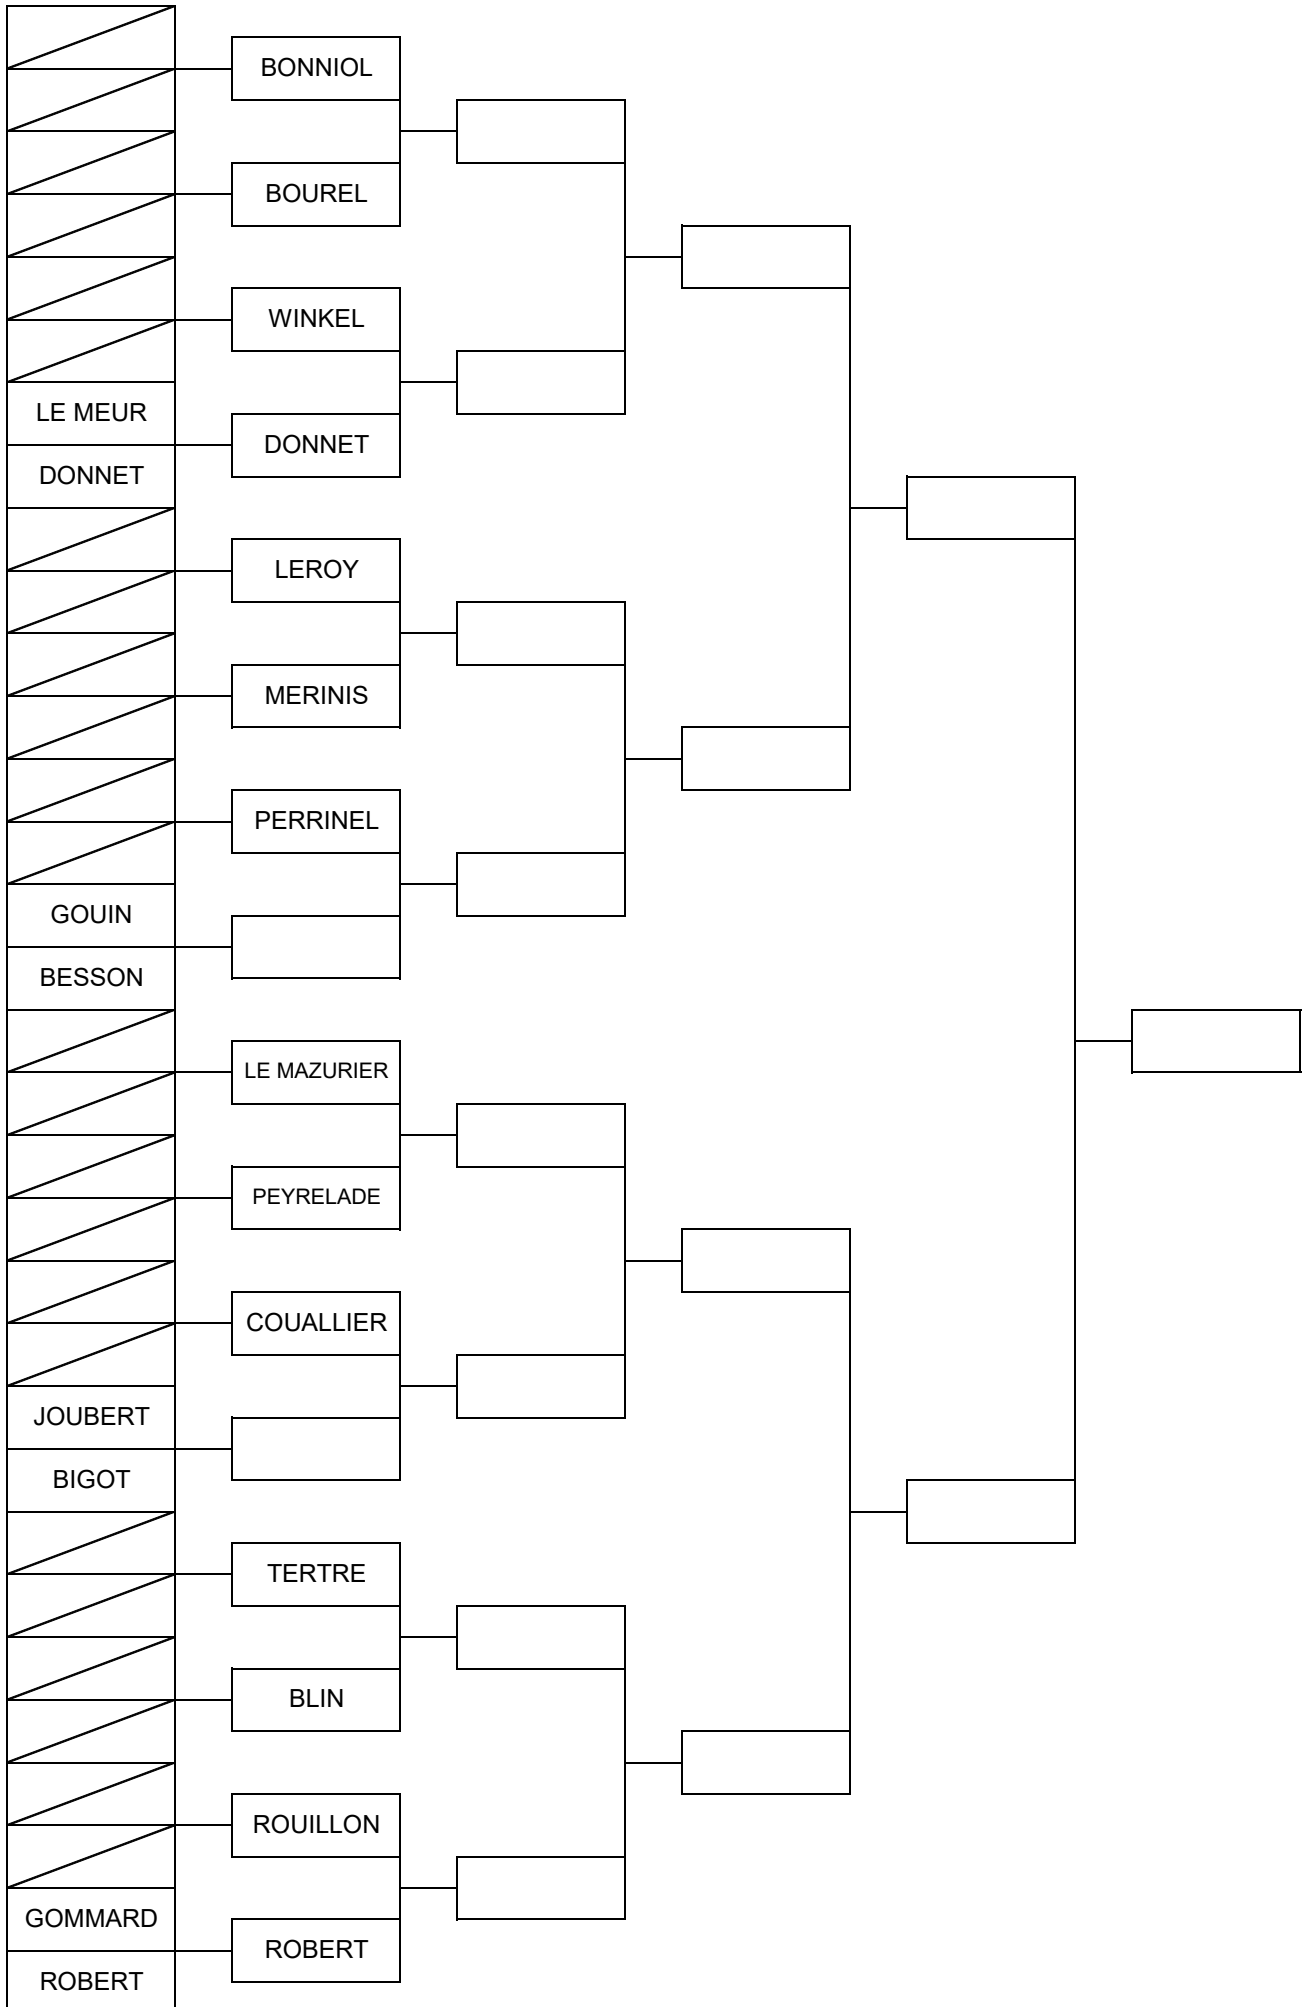 BONNIOL
BOUREL
WINKEL
LE MEUR
DONNET
DONNET
LEROY
MERINIS
PERRINEL
GOUIN
BESSON
LE MAZURIER
PEYRELADE
COUALLIER
JOUBERT
BIGOT
TERTRE
BLIN
ROUILLON
GOMMARD
ROBERT
ROBERT